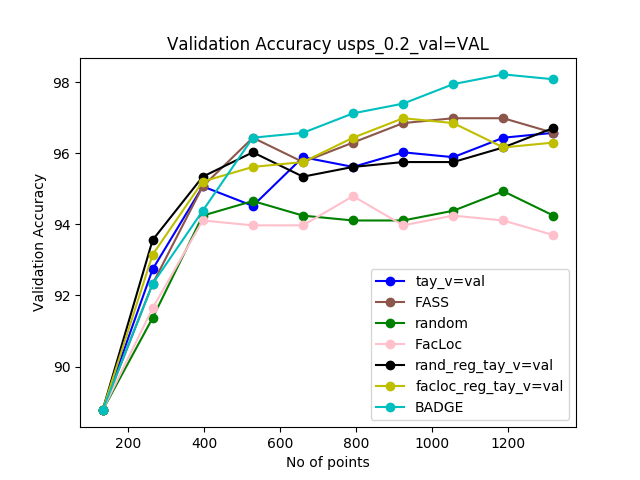 Validation Accuracy usps_0.2_val=VAL
98
96
94
92
90
Validation Accuracy
200
400
600
800
1000
1200
No of points
tay_v=val
FASS
random
FacLoc
rand_reg_tay_v=val
facloc_reg_tay_v=val
BADGE